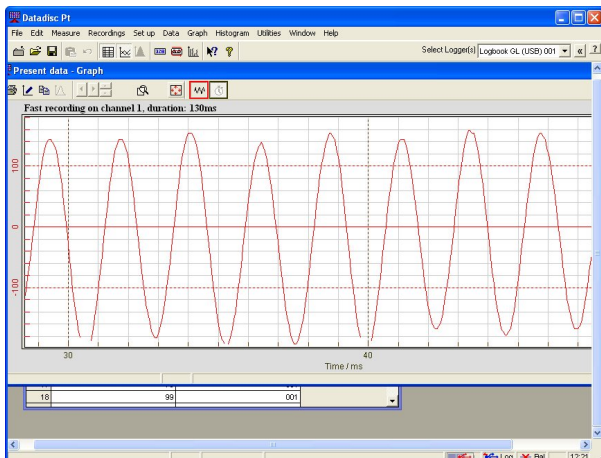 Datadisc Pt
File Edit Measure Recordings Set up Data Graph Histogram Utilities Window Help
Select Logger(s) Logbook GL (USB) 001
Present data - Graph
Fast recording on channel 1, duration: 130ms
100
0
-100
30 40
Time / ms
18 99 001
Log Bal 12:21